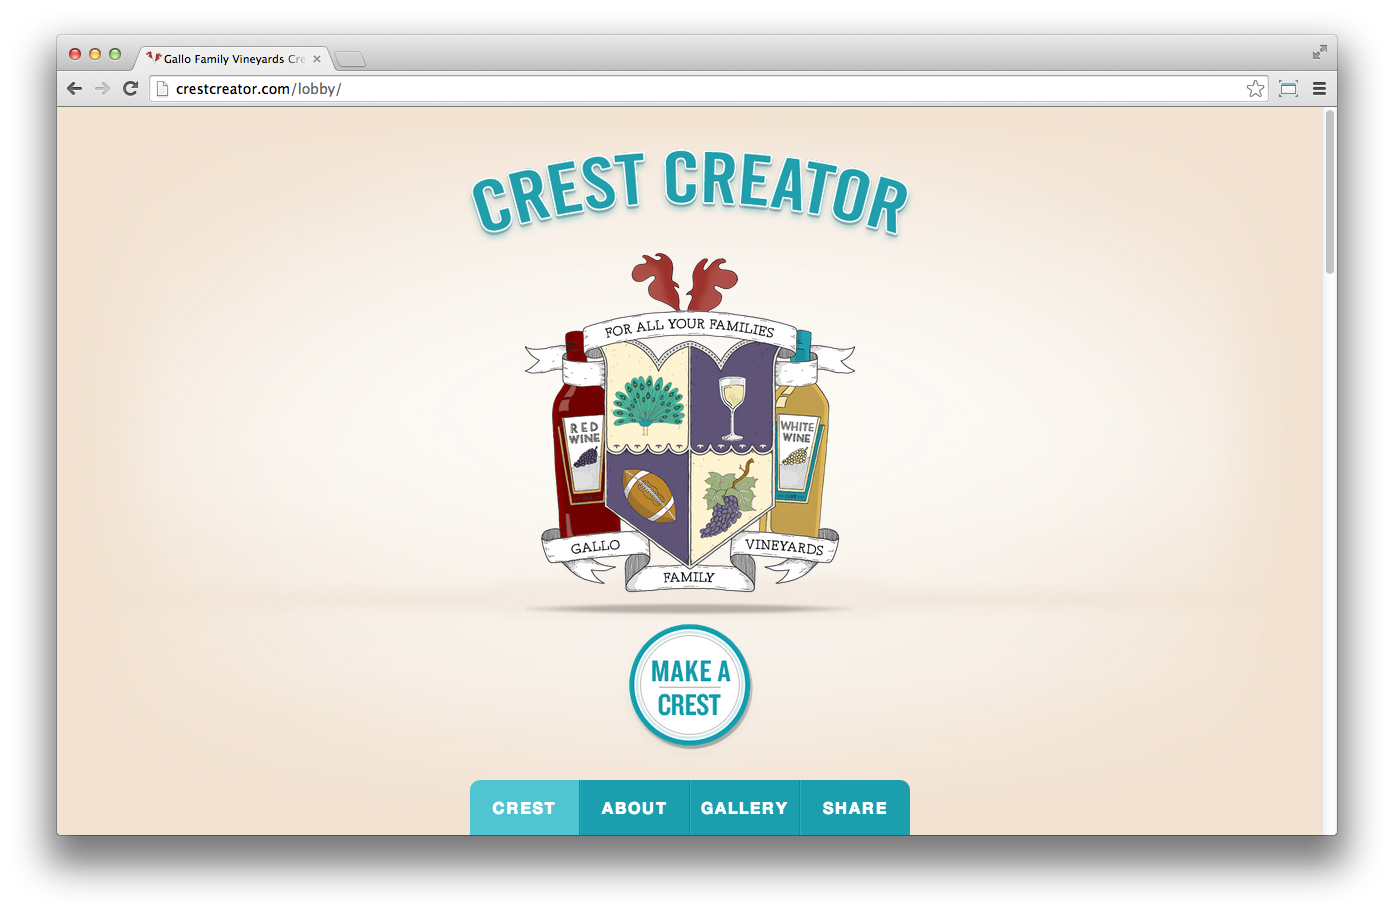 Gallo Family Vineyards Cre
crestcreator.com/lobby/
CREST CREATOR
FOR ALL YOUR FAMILIES
RED
WINE
WHITE
WINE
GALLO
VINEYARDS
FAMILY
MAKE A
CREST
CREST
ABOUT
GALLERY
SHARE